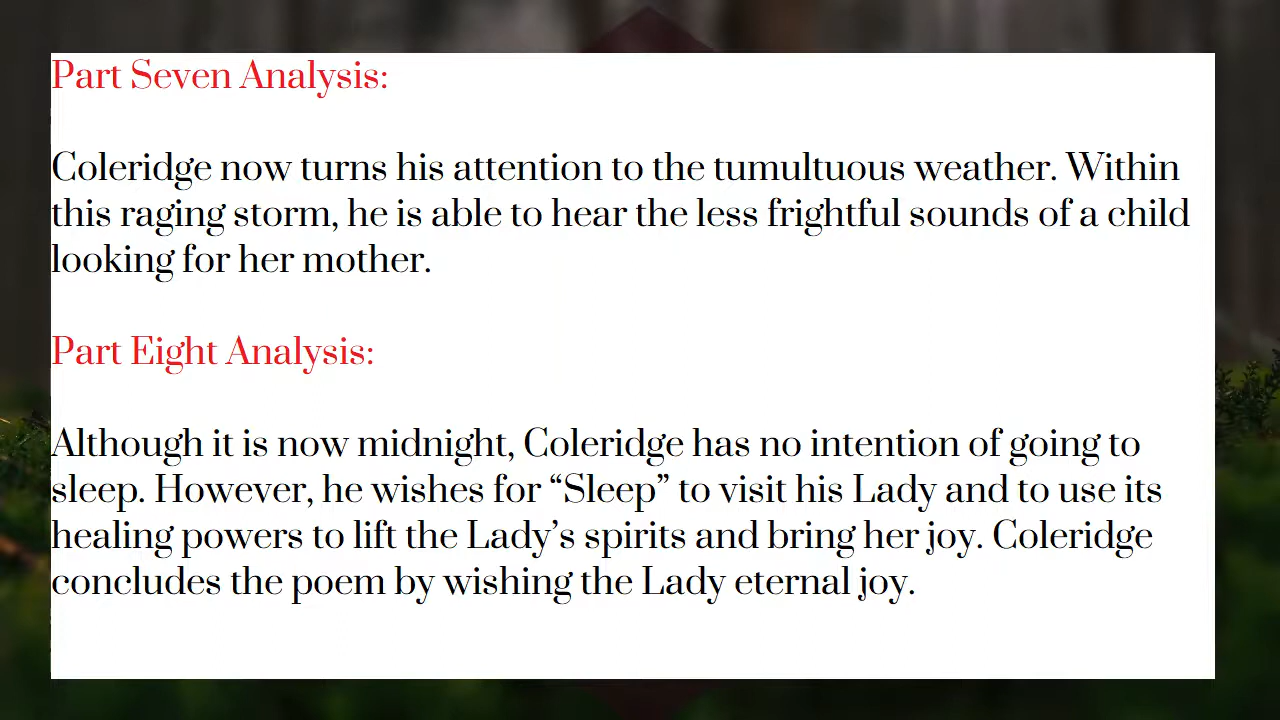 Part Seven Analysis:
Coleridge now turns his attention to the tumultuous weather. Within
this raging storm, he is able to hear the less frightful sounds of a child
looking for her mother.
Part Eight Analysis:
Although it is now midnight, Coleridge has no intention of going to
sleep. However, he wishes for “Sleep” to visit his Lady and to use its
healing powers to lift the Lady’s spirits and bring her joy. Coleridge
concludes the poem by wishing the Lady eternal joy.